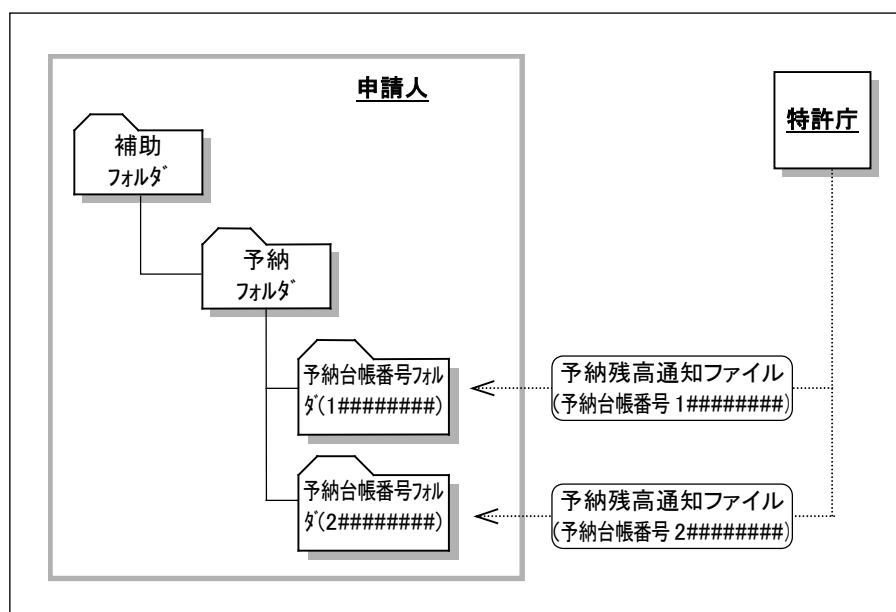 申請人
特許庁
補助
フォルダ
予納
フォルダ
予納台帳番号フォル
ダ(1########)
予納残高通知ファイル
(予納台帳番号 1########)
予納台帳番号フォル
ダ(2########)
予納残高通知ファイル
(予納台帳番号 2########)